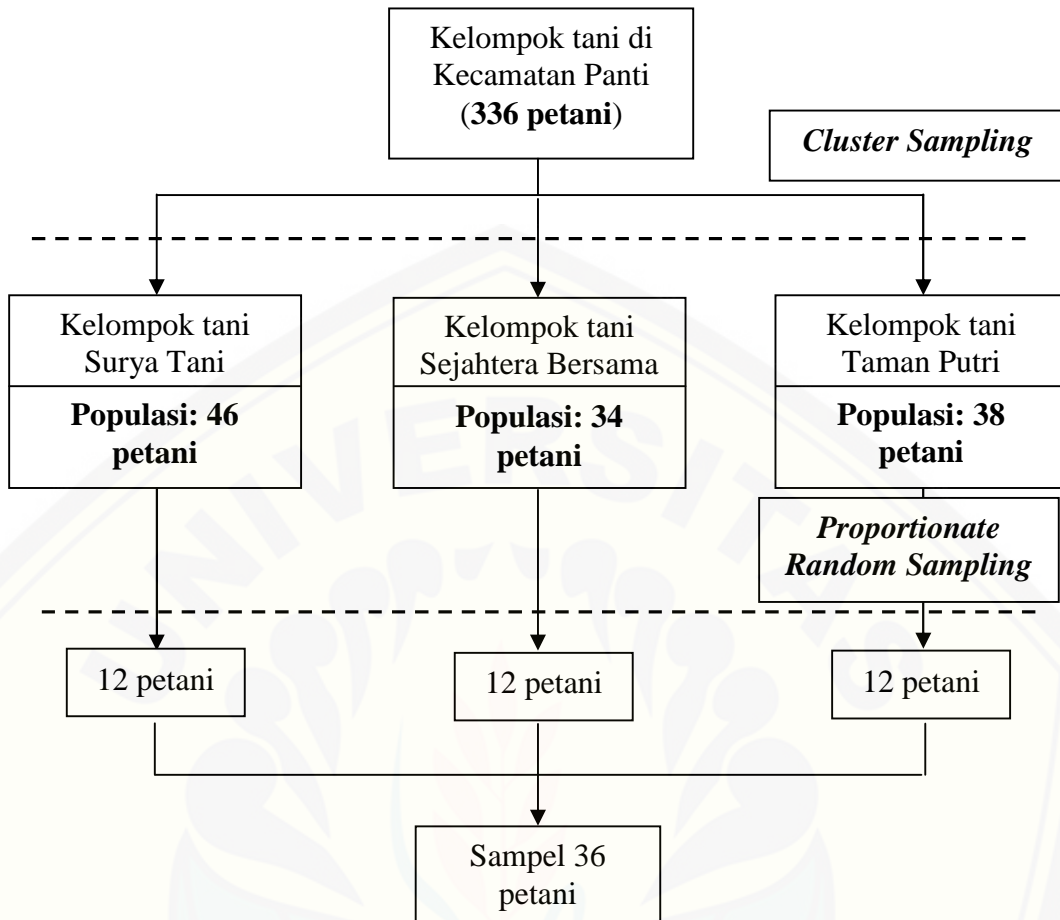 Kelompok tani di
Kecamatan Panti
(336 petani)
Cluster Sampling
Kelompok tani
Surya Tani
Populasi: 46
petani
Kelompok tani
Sejahtera Bersama
Populasi: 34
petani
Kelompok tani
Taman Putri
Populasi: 38
petani
Proportionate
Random Sampling
12 petani
12 petani
12 petani
Sampel 36
petani
UNIVERSITAS